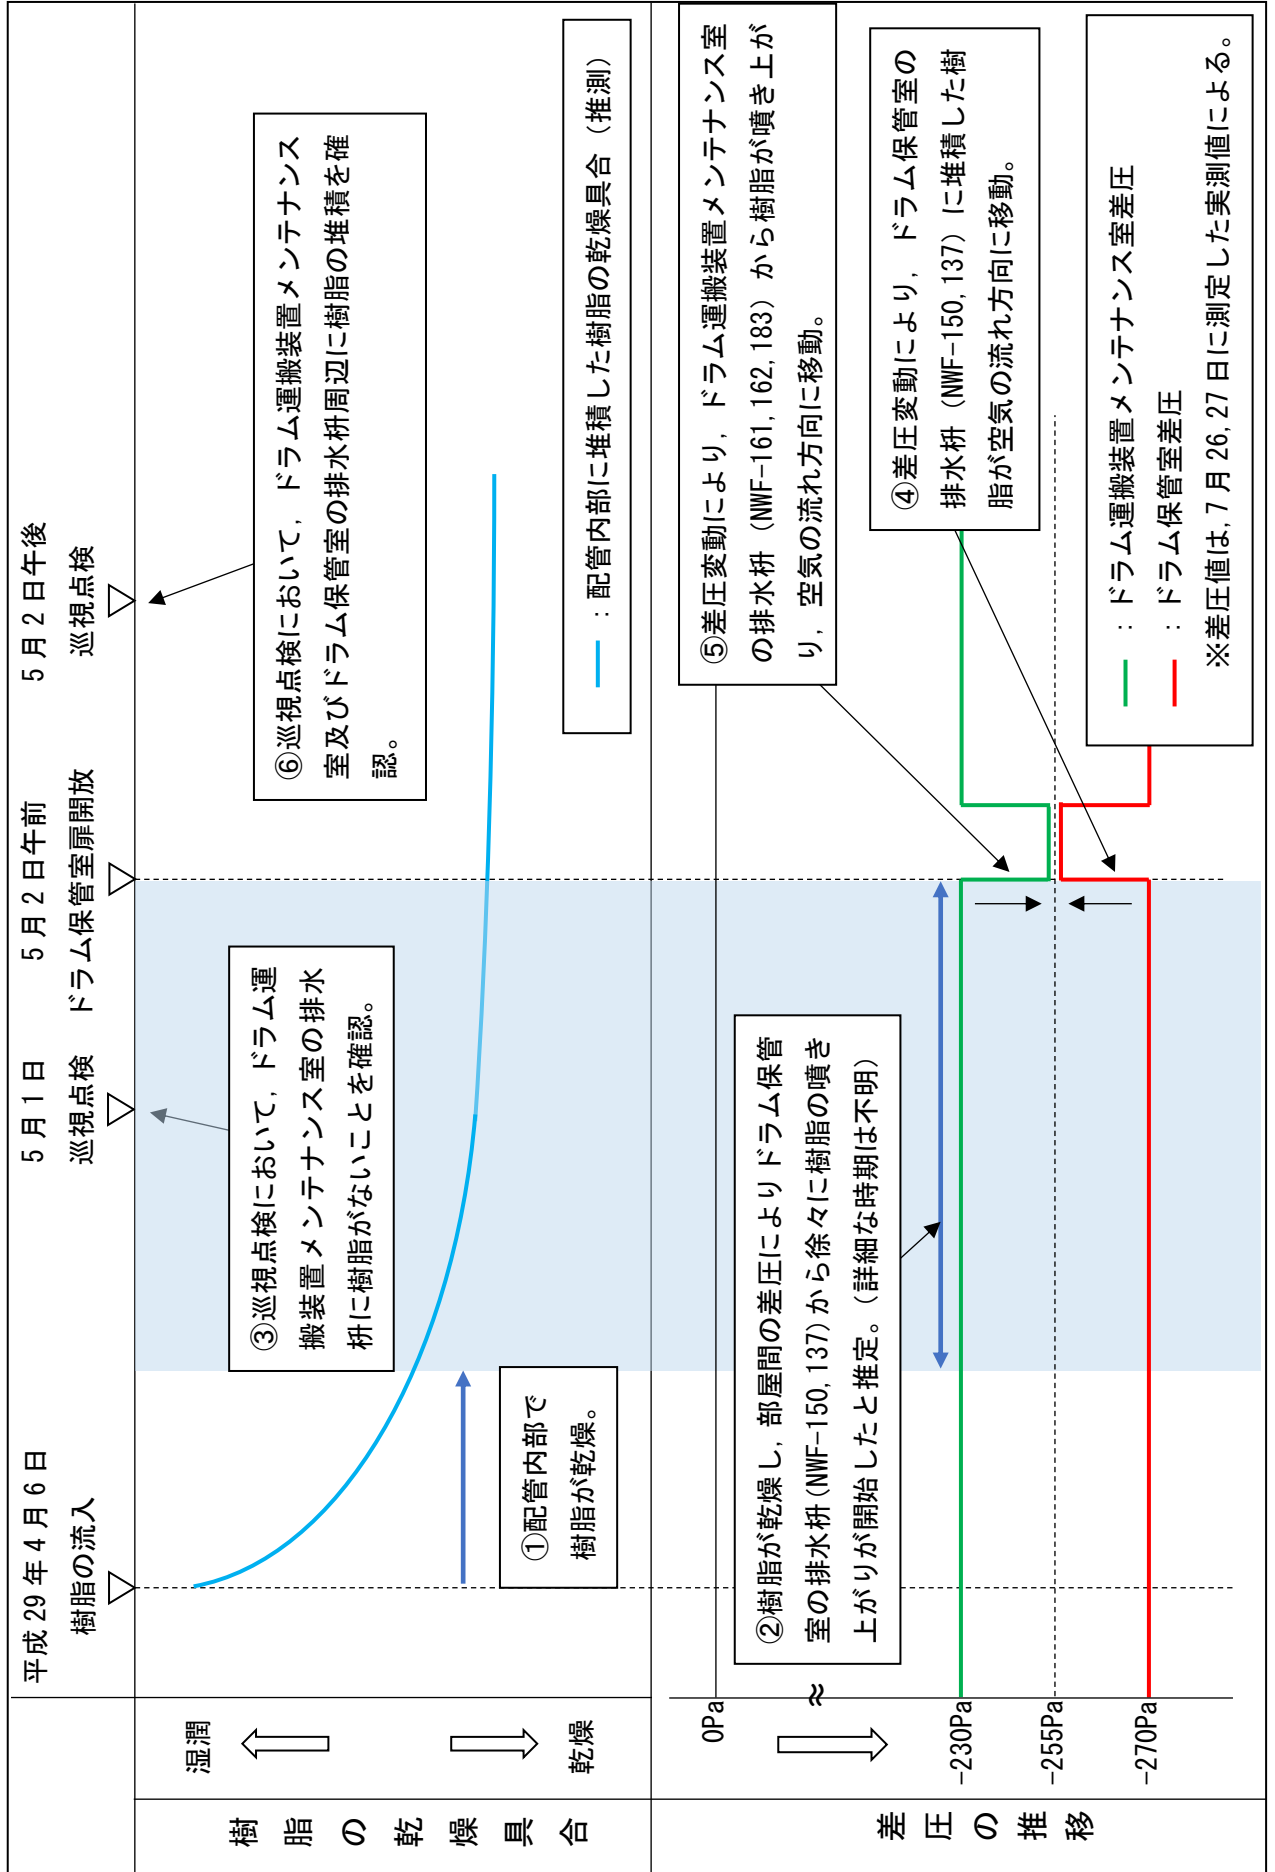 平成 29 年 4 月 6 日
樹脂の流入
5 月 1 日
巡視点検
5 月 2 日午前
ドラム保管室扉開放
5 月 2 日午後
巡視点検
樹脂の乾燥具合
湿潤
乾燥
①配管内部で
樹脂が乾燥。
③巡視点検において，ドラム運
搬装置メンテナンス室の排水
枡に樹脂がないことを確認。
⑥巡視点検において，ドラム運搬装置メンテナンス
室及びドラム保管室の排水枡周辺に樹脂の堆積を確
認。
：配管内部に堆積した樹脂の乾燥具合（推測）
差圧の推移
0Pa
≈
-230Pa
-255Pa
-270Pa
②樹脂が乾燥し，部屋間の差圧によりドラム保管
室の排水枡(NWF-150,137)から徐々に樹脂の噴き
上がりが開始したと推定。（詳細な時期は不明）
⑤差圧変動により，ドラム運搬装置メンテナンス室
の排水枡（NWF-161,162,183）から樹脂が噴き上が
り，空気の流れ方向に移動。
④差圧変動により，ドラム保管室の
排水枡（NWF-150,137）に堆積した樹
脂が空気の流れ方向に移動。
：ドラム運搬装置メンテナンス室差圧
：ドラム保管室差圧
※差圧値は,7 月 26,27 日に測定した実測値による。